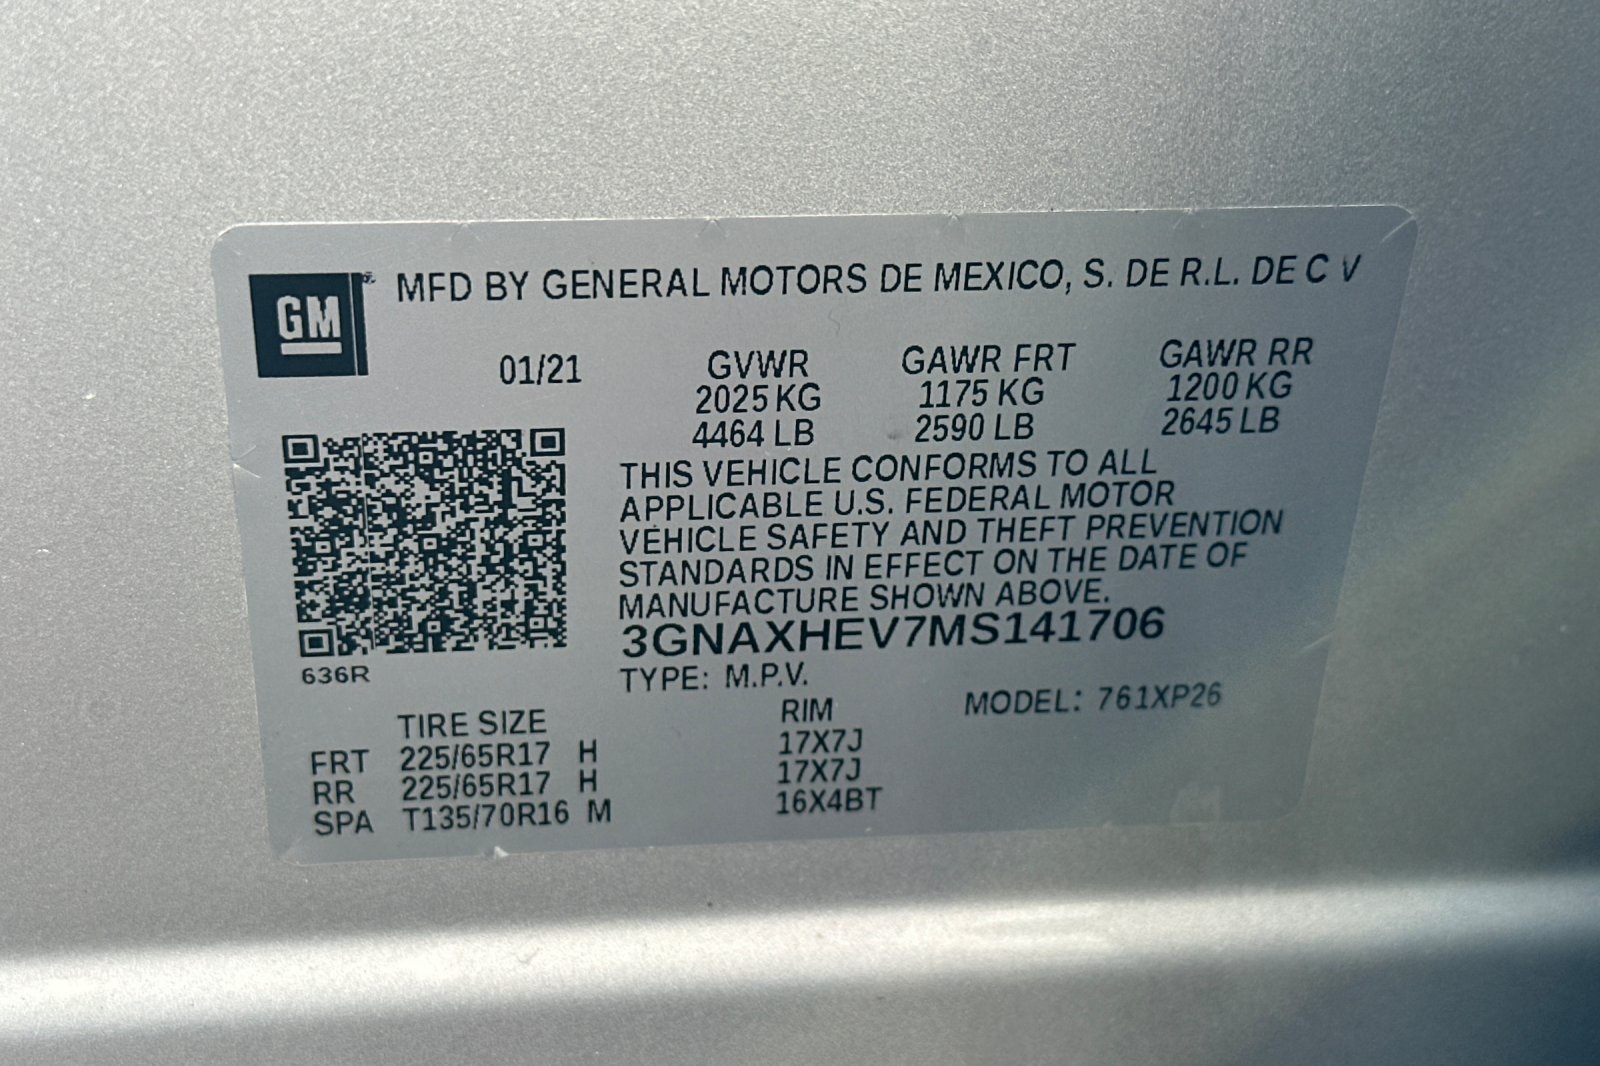 GM
MFD BY GENERAL MOTORS DE MEXICO, S. DE R.L. DE C V
01/21 GVWR GAWR FRT GAWR RR
2025 KG 1175 KG 1200 KG
4464 LB 2590 LB 2645 LB
THIS VEHICLE CONFORMS TO ALL
APPLICABLE U.S. FEDERAL MOTOR
VEHICLE SAFETY AND THEFT PREVENTION
STANDARDS IN EFFECT ON THE DATE OF
MANUFACTURE SHOWN ABOVE.
3GNAXHEV7MS141706
636R
TYPE: M.P.V. MODEL: 761XP26
TIRE SIZE RIM
FRT 225/65R17 H 17X7J
RR 225/65R17 H 17X7J
SPA T135/70R16 M 16X4BT